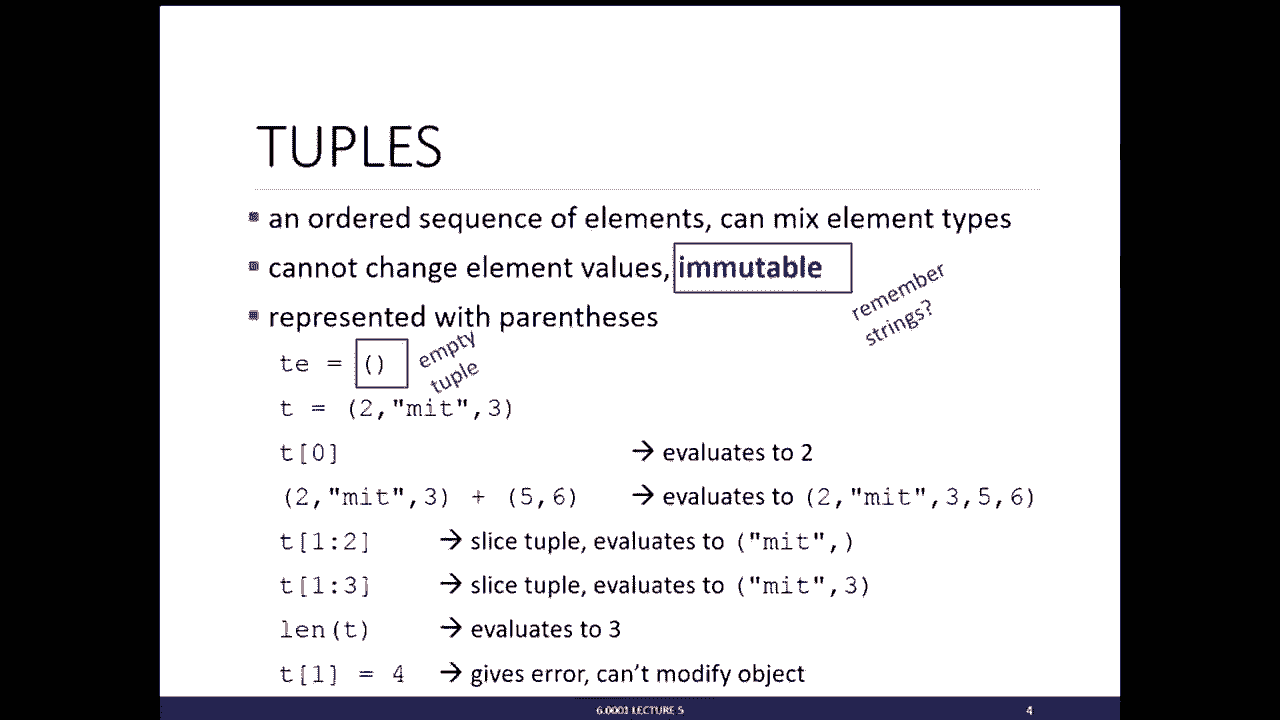 TUPLES
▪ an ordered sequence of elements, can mix element types
▪ cannot change element values, immutable
remember
strings?
▪ represented with parentheses
te = ()
empty
tuple
t = (2,"mit",3)
t[0] → evaluates to 2
(2,"mit",3) + (5,6) → evaluates to (2,"mit",3,5,6)
t[1:2] → slice tuple, evaluates to ("mit",)
t[1:3] → slice tuple, evaluates to ("mit",3)
len(t) → evaluates to 3
t[1] = 4 → gives error, can’t modify object
6.0001 LECTURE 5
4